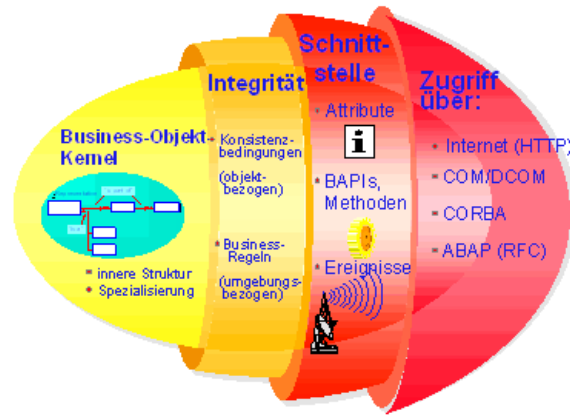 Business-Objekt-
Kernel
innere Struktur
Spezialisierung
Integrität
Konsistenz-
bedingungen
(objekt-
bezogen)
Business-
Regeln
(umgebungs-
bezogen)
Schnitt-
stelle
Attribute
i
BAPIs,
Methoden
Ereignisse
Zugriff
über:
Internet (HTTP)
COM/DCOM
CORBA
ABAP (RFC)